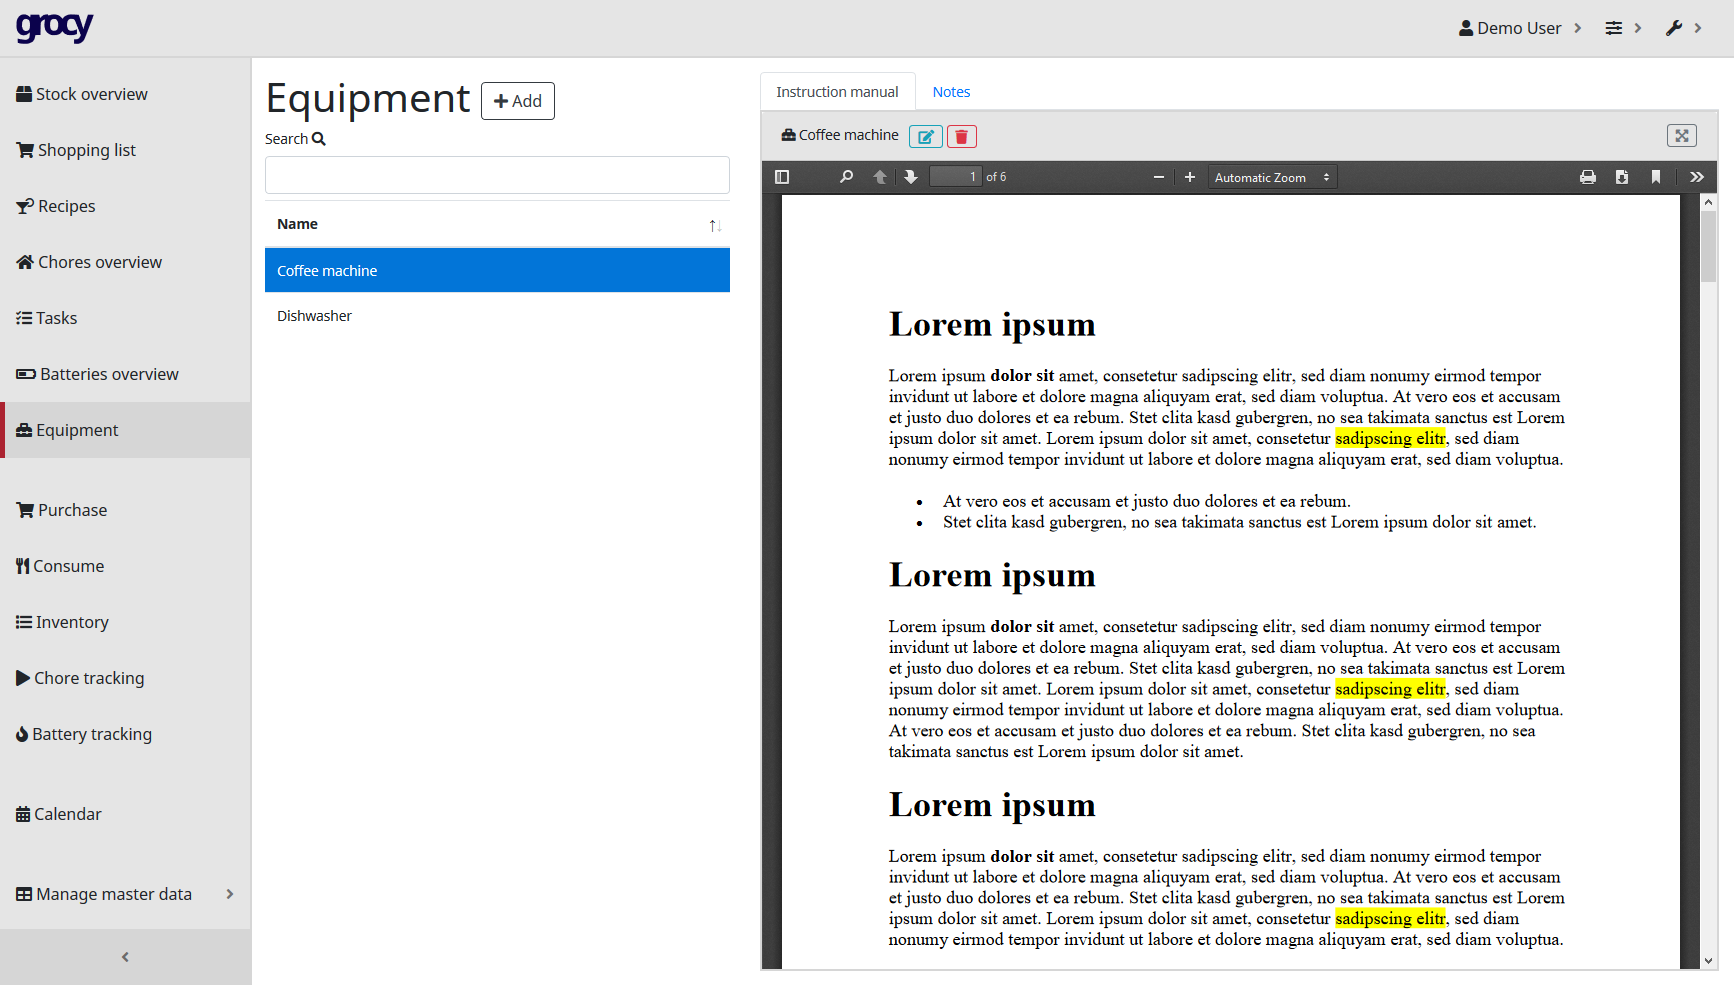 grocy
Demo User
Stock overview
Shopping list
Recipes
Chores overview
Tasks
Batteries overview
Equipment
Purchase
Consume
Inventory
Chore tracking
Battery tracking
Calendar
Manage master data
Equipment
Add
Search
Name
Coffee machine
Dishwasher
Instruction manual
Notes
Coffee machine
1 of 6
Automatic Zoom
Lorem ipsum
Lorem ipsum dolor sit amet, consetetur sadipscing elitr, sed diam nonumy eirmod tempor
invidunt ut labore et dolore magna aliquyam erat, sed diam voluptua. At vero eos et accusam
et justo duo dolores et ea rebum. Stet clita kasd gubergren, no sea takimata sanctus est Lorem
ipsum dolor sit amet. Lorem ipsum dolor sit amet, consetetur sadipscing elitr, sed diam
nonumy eirmod tempor invidunt ut labore et dolore magna aliquyam erat, sed diam voluptua.
• At vero eos et accusam et justo duo dolores et ea rebum.
• Stet clita kasd gubergren, no sea takimata sanctus est Lorem ipsum dolor sit amet.
Lorem ipsum
Lorem ipsum dolor sit amet, consetetur sadipscing elitr, sed diam nonumy eirmod tempor
invidunt ut labore et dolore magna aliquyam erat, sed diam voluptua. At vero eos et accusam
et justo duo dolores et ea rebum. Stet clita kasd gubergren, no sea takimata sanctus est Lorem
ipsum dolor sit amet. Lorem ipsum dolor sit amet, consetetur sadipscing elitr, sed diam
nonumy eirmod tempor invidunt ut labore et dolore magna aliquyam erat, sed diam voluptua.
At vero eos et accusam et justo duo dolores et ea rebum. Stet clita kasd gubergren, no sea
takimata sanctus est Lorem ipsum dolor sit amet.
Lorem ipsum
Lorem ipsum dolor sit amet, consetetur sadipscing elitr, sed diam nonumy eirmod tempor
invidunt ut labore et dolore magna aliquyam erat, sed diam voluptua. At vero eos et accusam
et justo duo dolores et ea rebum. Stet clita kasd gubergren, no sea takimata sanctus est Lorem
ipsum dolor sit amet. Lorem ipsum dolor sit amet, consetetur sadipscing elitr, sed diam
nonumy eirmod tempor invidunt ut labore et dolore magna aliquyam erat, sed diam voluptua.